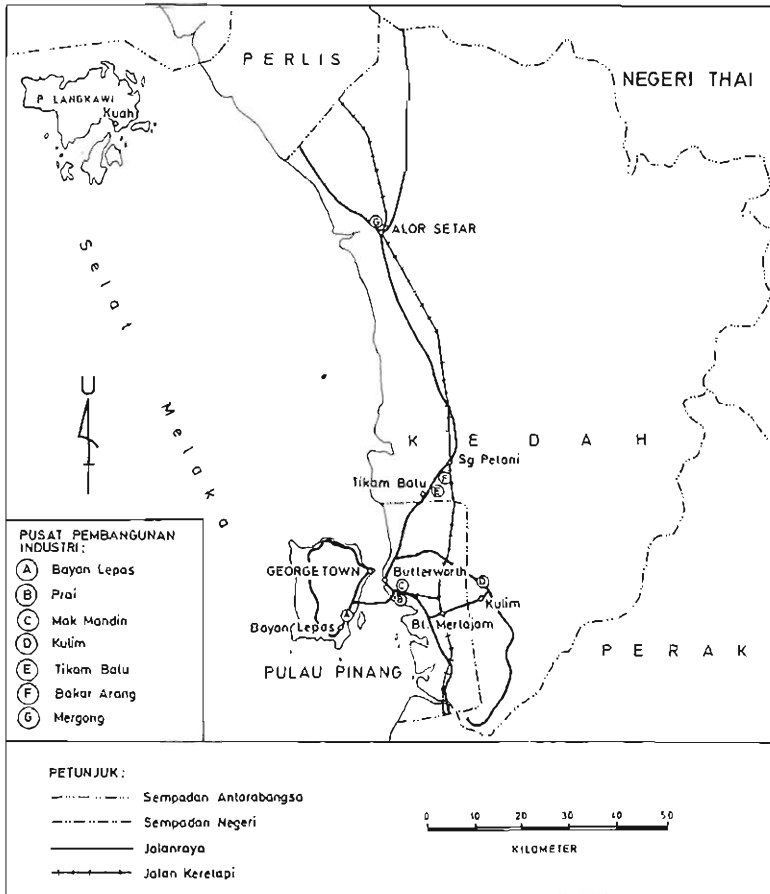 PERLIS
NEGERI THAI
P. LANGKAWI
Kuah
G
ALOR SETAR
Selat
Melaka
U
KEDAH
Sg Petani
F
Tikam Batu
E
GEORGETOWN
Butterworth
C
D
B
Kulim
A
Bt. Mertajam
Bayan Lepas
PULAU PINANG
PERAK
PUSAT PEMBANGUNAN
INDUSTRI:
A Bayan Lepas
B Prai
C Mak Mandin
D Kulim
E Tikam Batu
F Bakar Arang
G Mergong
PETUNJUK:
Sempadan Antarabangsa
Sempadan Negeri
Jalanraya
Jalan Keretapi
0 10 20 30 40 50
KILOMETER